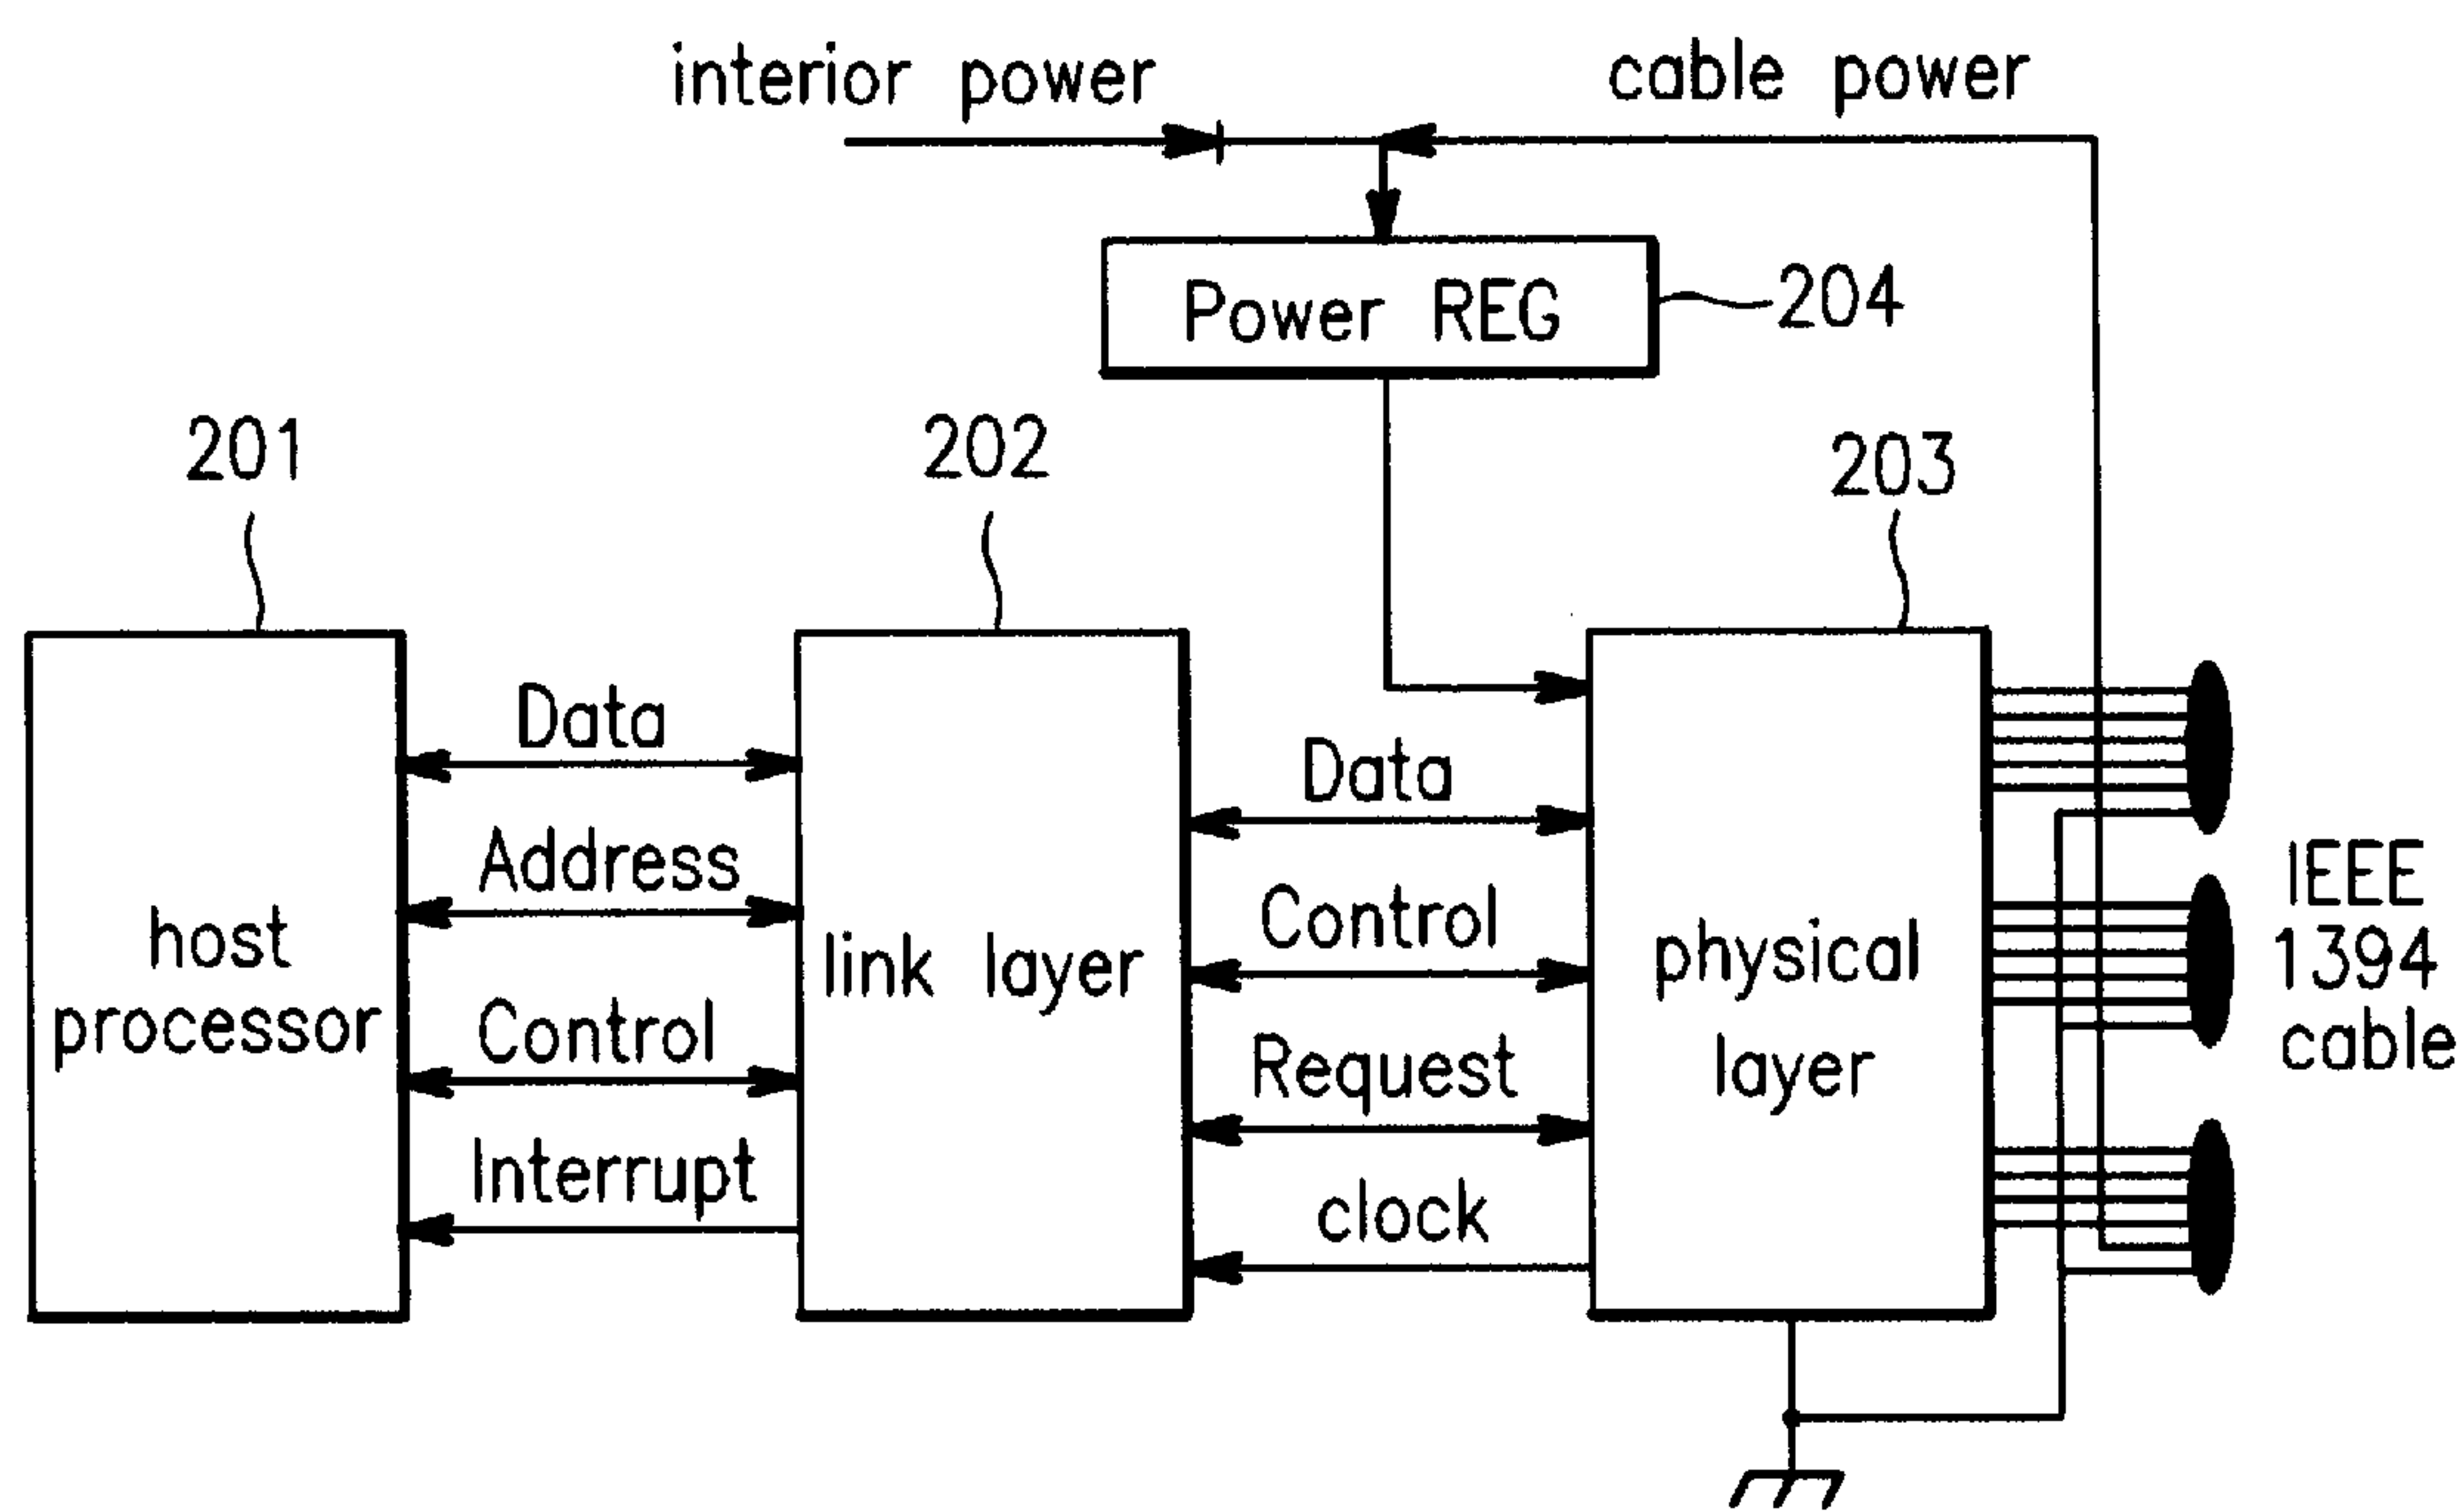 interior power
cable power
Power REG
204
201
202
203
Data
Address
Control
Interrupt
host
processor
link layer
Data
Control
Request
clock
physical
layer
IEEE
1394
cable